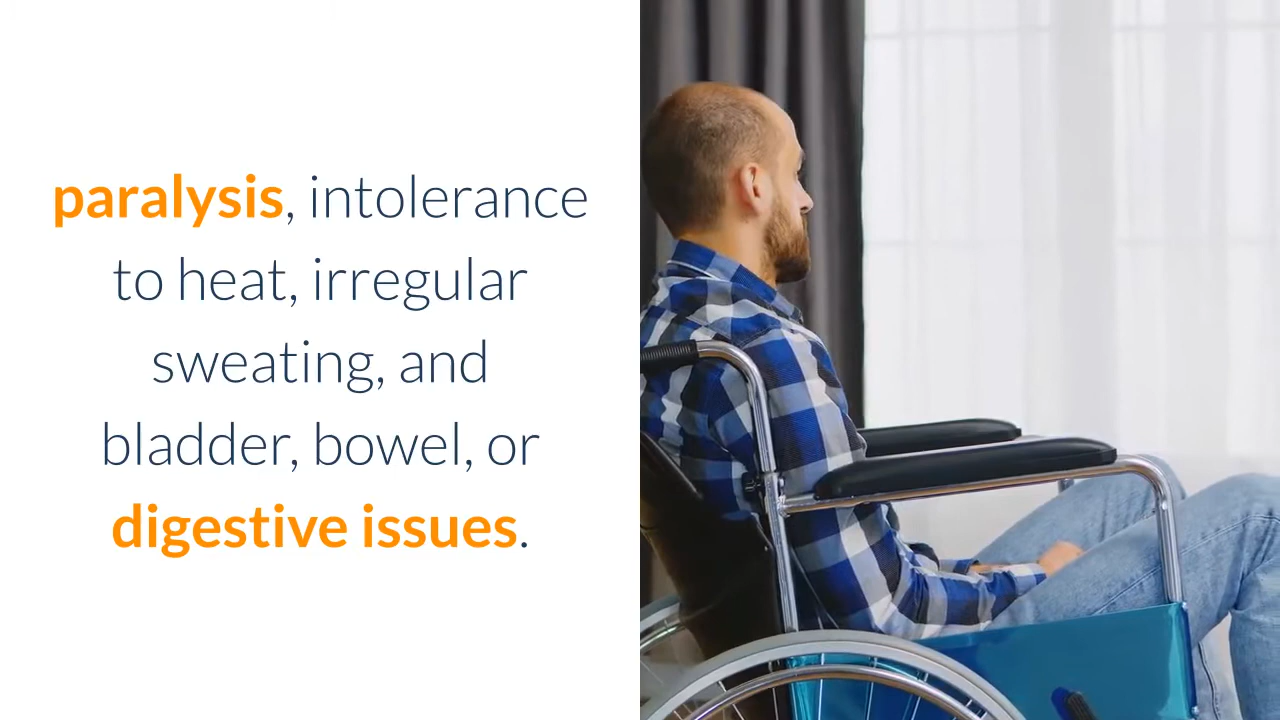 paralysis, intolerance
to heat, irregular
sweating, and
bladder, bowel, or
digestive issues.